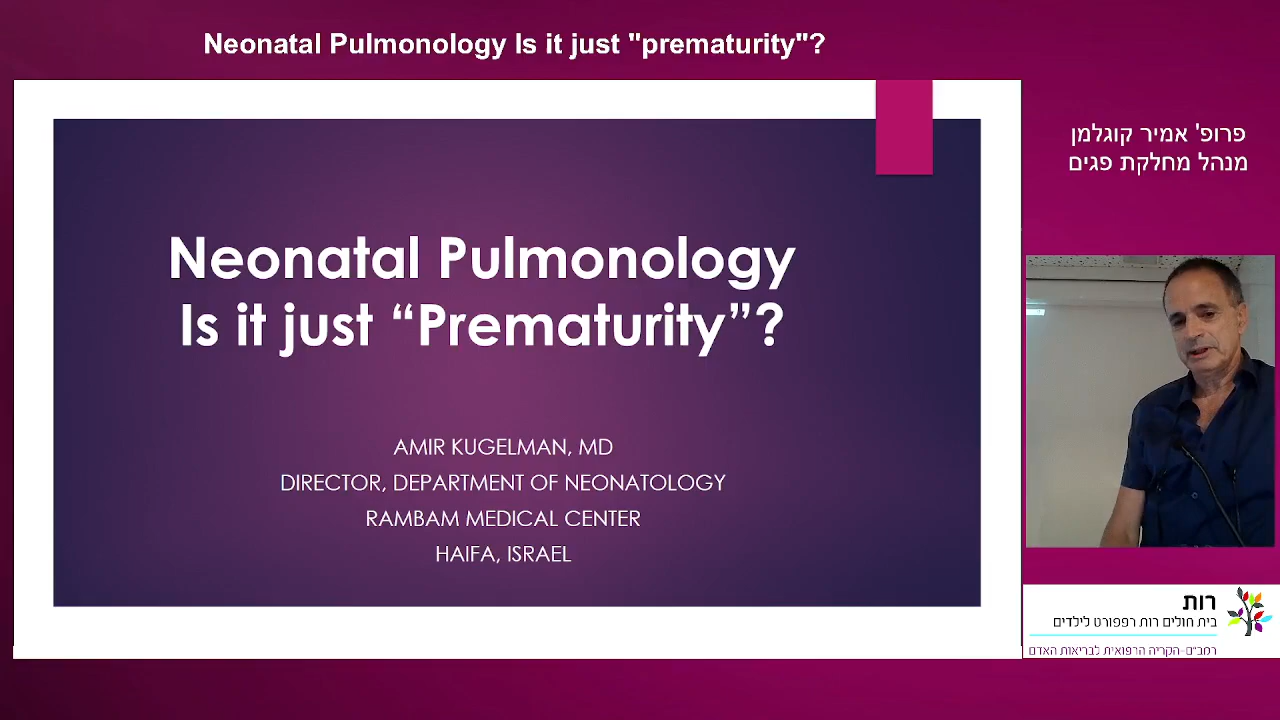 Neonatal Pulmonology Is it just "prematurity"?
Neonatal Pulmonology
Is it just “Prematurity”?
AMIR KUGELMAN, MD
DIRECTOR, DEPARTMENT OF NEONATOLOGY
RAMBAM MEDICAL CENTER
HAIFA, ISRAEL
פרופ' אמיר קוגלמן
מנהל מחלקת פגים
רות
בית חולים רות רפפורט לילדים
רמב"ם-הקריה הרפואית לבריאות האדם